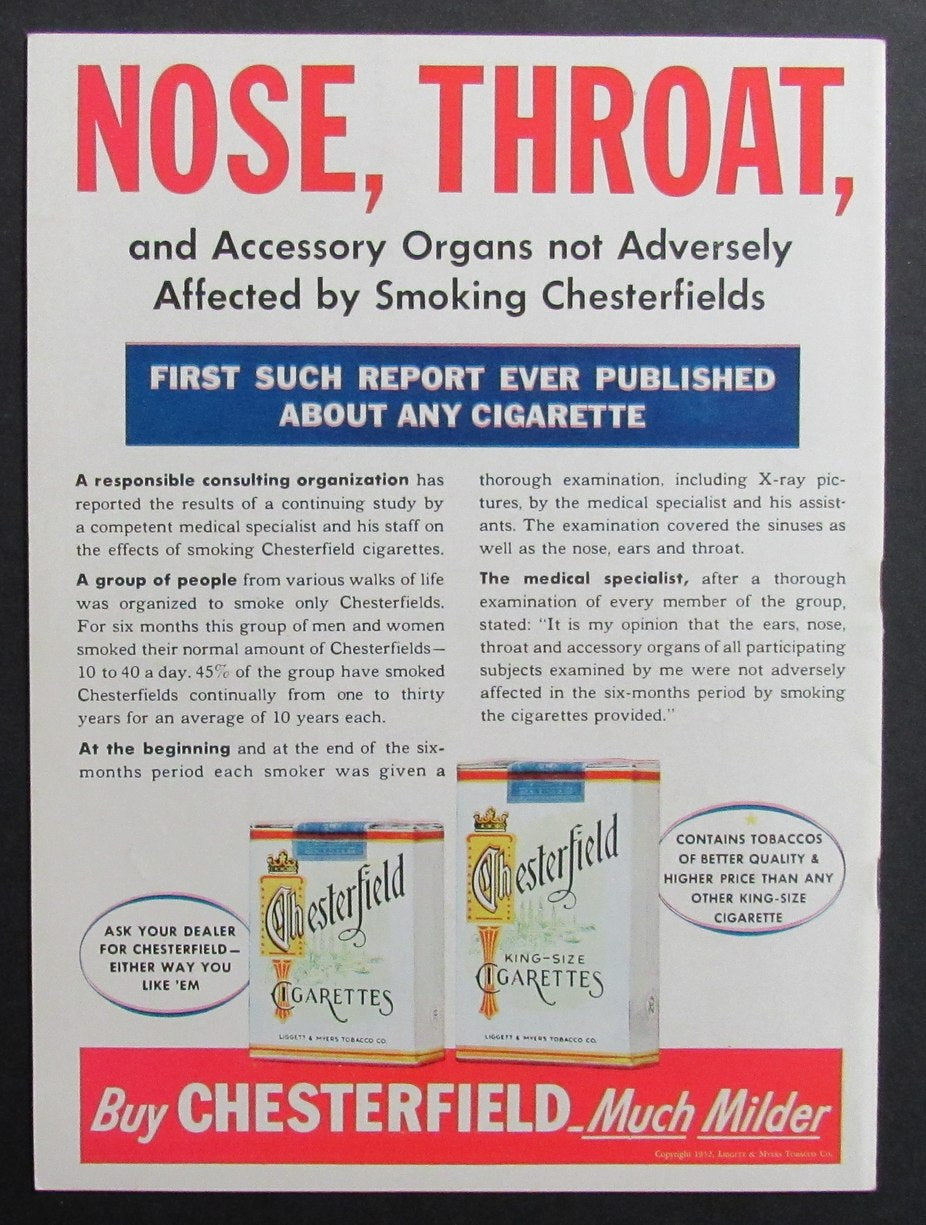 NOSE, THROAT,
and Accessory Organs not Adversely
Affected by Smoking Chesterfields
FIRST SUCH REPORT EVER PUBLISHED
ABOUT ANY CIGARETTE
A responsible consulting organization has
reported the results of a continuing study by
a competent medical specialist and his staff on
the effects of smoking Chesterfield cigarettes.
A group of people from various walks of life
was organized to smoke only Chesterfields.
For six months this group of men and women
smoked their normal amount of Chesterfields—
10 to 40 a day. 45% of the group have smoked
Chesterfields continually from one to thirty
years for an average of 10 years each.
At the beginning and at the end of the six-
months period each smoker was given a
thorough examination, including X-ray pic-
tures, by the medical specialist and his assist-
ants. The examination covered the sinuses as
well as the nose, ears and throat.
The medical specialist, after a thorough
examination of every member of the group,
stated: “It is my opinion that the ears, nose,
throat and accessory organs of all participating
subjects examined by me were not adversely
affected in the six-months period by smoking
the cigarettes provided.”
ASK YOUR DEALER
FOR CHESTERFIELD—
EITHER WAY YOU
LIKE 'EM
Chesterfield
CIGARETTES
LIGGETT & MYERS TOBACCO CO.
Chesterfield
KING-SIZE
CIGARETTES
LIGGETT & MYERS TOBACCO CO.
CONTAINS TOBACCOS
OF BETTER QUALITY &
HIGHER PRICE THAN ANY
OTHER KING-SIZE
CIGARETTE
Buy CHESTERFIELD_Much Milder
Copyright 1952, LIGGETT & MYERS TOBACCO CO.